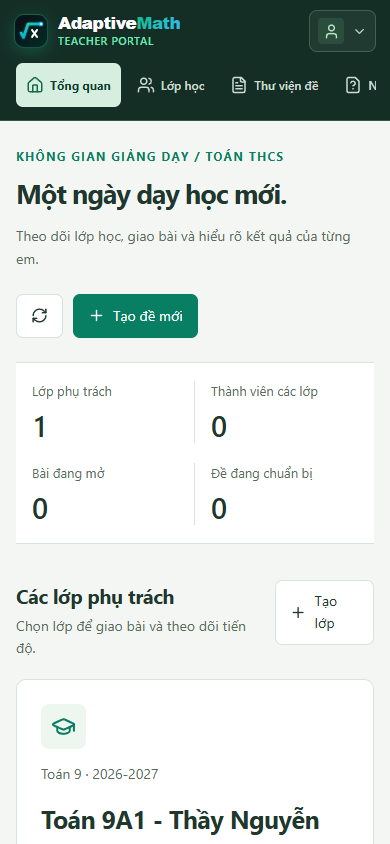 AdaptiveMath
TEACHER PORTAL
Tổng quan
Lớp học
Thư viện đề
N
KHÔNG GIAN GIẢNG DẠY / TOÁN THCS
Một ngày dạy học mới.
Theo dõi lớp học, giao bài và hiểu rõ kết quả của từng
em.
Tạo đề mới
Lớp phụ trách
Thành viên các lớp
1
0
Bài đang mở
Đề đang chuẩn bị
0
0
Các lớp phụ trách
Chọn lớp để giao bài và theo dõi tiến
độ.
Tạo
lớp
Toán 9 · 2026-2027
Toán 9A1 - Thầy Nguyễn